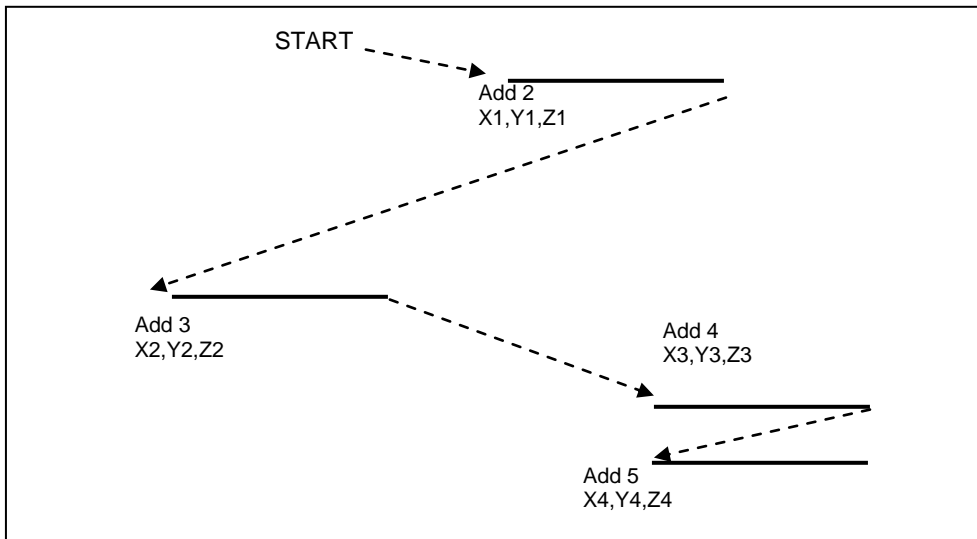 START
Add 2
X1,Y1,Z1
Add 3
X2,Y2,Z2
Add 4
X3,Y3,Z3
Add 5
X4,Y4,Z4